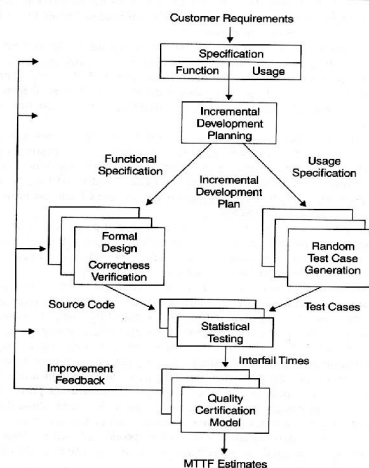 Customer Requirements
Specification
Function Usage
Incremental
Development
Planning
Functional
Specification
Usage
Specification
Incremental
Development
Plan
Formal
Design
Correctness
Verification
Random
Test Case
Generation
Source Code
Test Cases
Statistical
Testing
Interfail Times
Improvement
Feedback
Quality
Certification
Model
MTTF Estimates